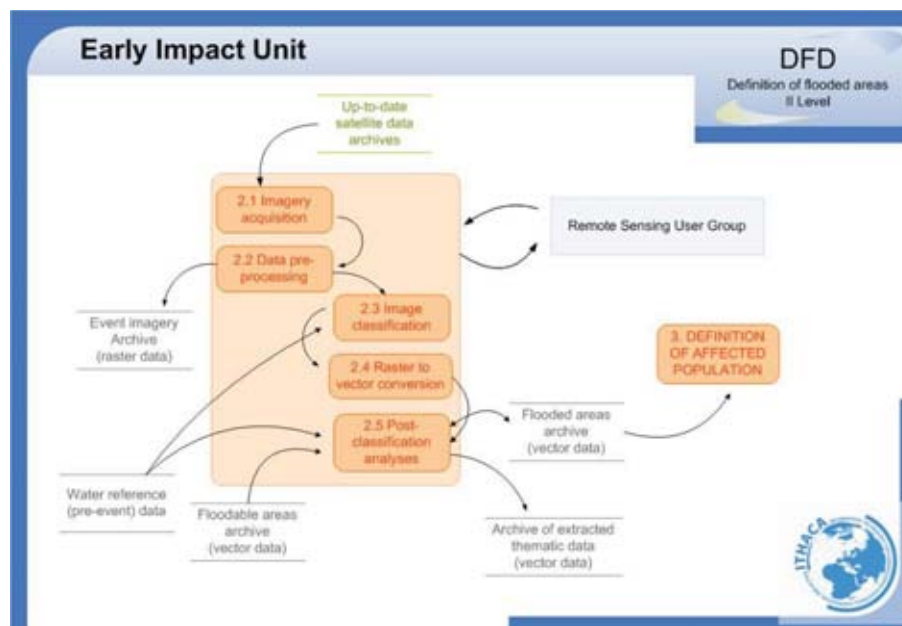 Early Impact Unit
DFD
Definition of flooded areas
II Level
Up-to-date
satellite data
archives
2.1 Imagery
acquisition
Remote Sensing User Group
2.2 Data pre-
processing
2.3 Image
classification
Event imagery
Archive
(raster data)
3. DEFINITION
OF AFFECTED
POPULATION
2.4 Raster to
vector conversion
2.5 Post-
classification
analyses
Flooded areas
archive
(vector data)
Water reference
(pre-event) data
Floodable areas
archive
(vector data)
Archive of extracted
thematic data
(vector data)
ITHACA